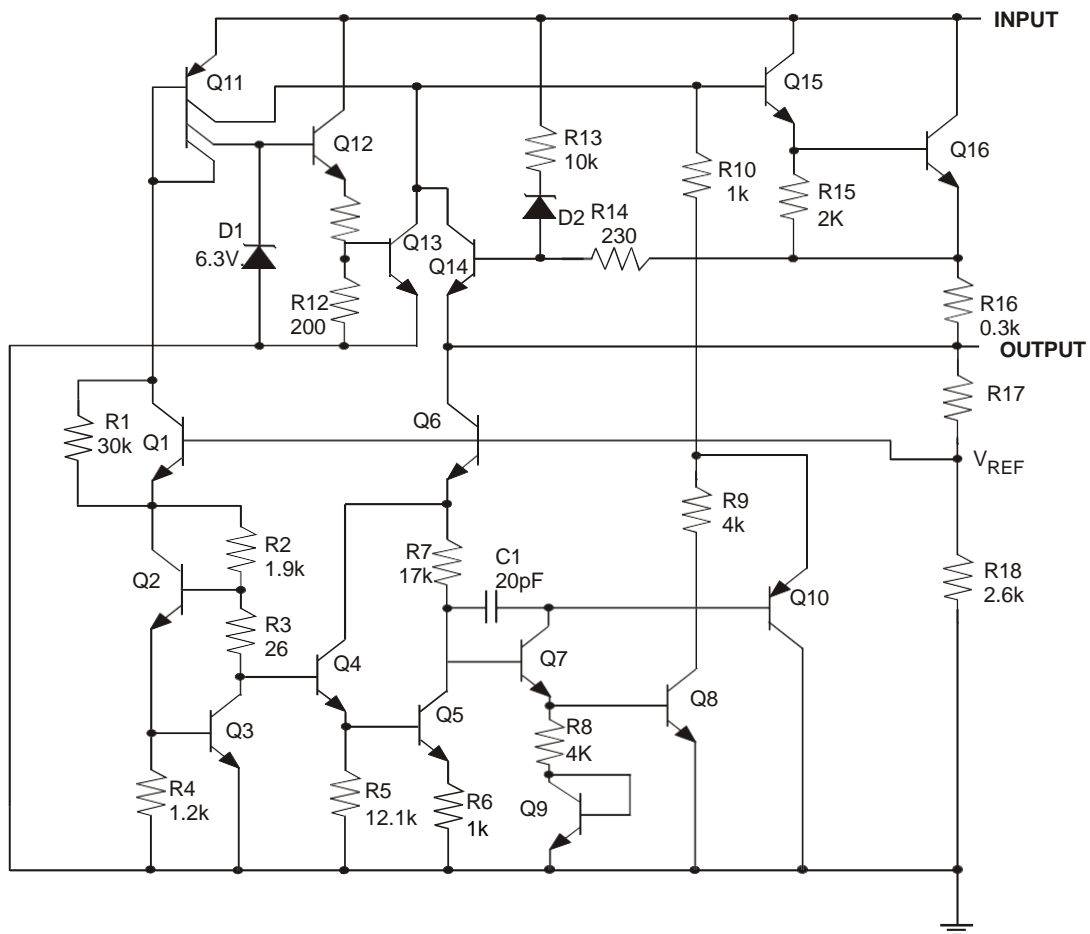 INPUT
Q11
Q15
Q12
R13
10k
Q16
R10
1k
R15
2K
D2
R14
230
D1
6.3V.
Q13
Q14
R12
200
R16
0.3k
OUTPUT
R17
R1
30k
Q1
Q6
VREF
R9
4k
R2
1.9k
R7
17k
C1
20pF
Q2
Q10
R18
2.6k
R3
26
Q4
Q7
Q8
Q3
Q5
R8
4K
R4
1.2k
R5
12.1k
R6
1k
Q9